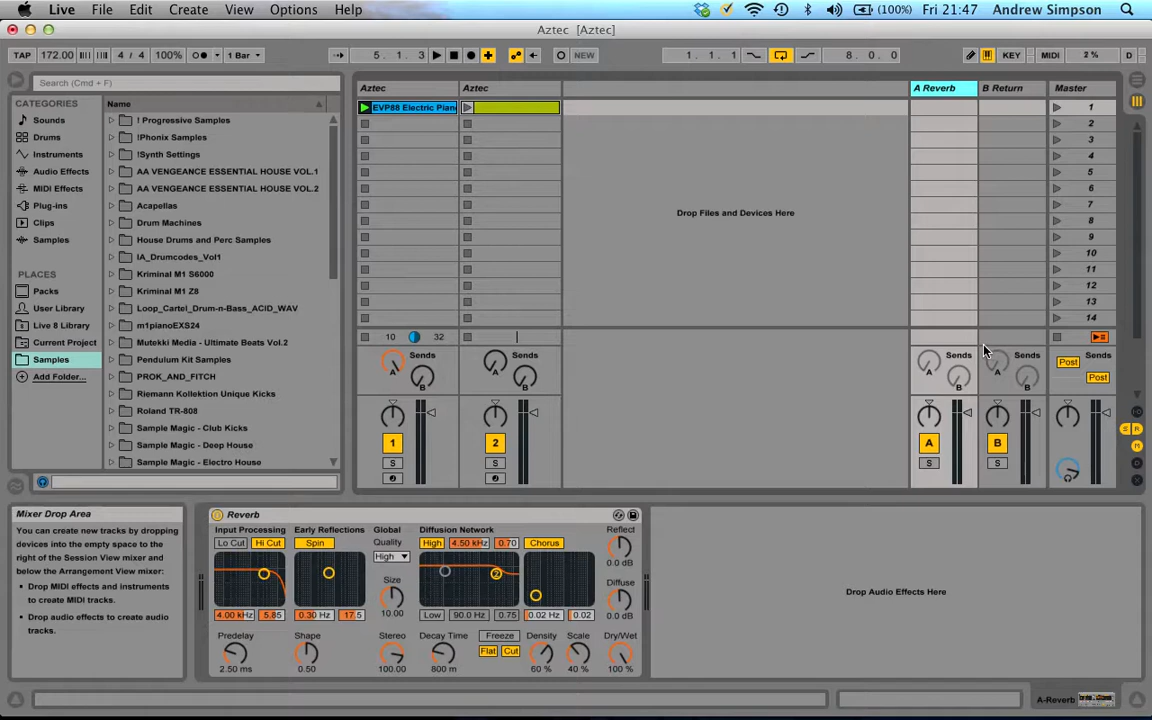 Live File Edit Create View Options Help (100%) Fri 21:47 Andrew Simpson
Aztec [Aztec]
TAP 172.00 4 / 4 100% 1 Bar 5. 1. 3 NEW 1. 1. 1 8. 0. 0 KEY MIDI 2 % D
Search (Cmd + F)
CATEGORIES
Sounds
Drums
Instruments
Audio Effects
MIDI Effects
Plug-ins
Clips
Samples
PLACES
Packs
User Library
Live 8 Library
Current Project
Samples
Add Folder...
Name
! Progressive Samples
!Phonix Samples
!Synth Settings
AA VENGEANCE ESSENTIAL HOUSE VOL.1
AA VENGEANCE ESSENTIAL HOUSE VOL.2
Acapellas
Drum Machines
House Drums and Perc Samples
IA_Drumcodes_Vol1
Kriminal M1 S6000
Kriminal M1 Z8
Loop_Cartel_Drum-n-Bass_ACID_WAV
m1pianoEXS24
Mutekki Media - Ultimate Beats Vol.2
Pendulum Kit Samples
PROK_AND_FITCH
Riemann Kollektion Unique Kicks
Roland TR-808
Sample Magic - Club Kicks
Sample Magic - Deep House
Sample Magic - Electro House
Aztec Aztec A Reverb B Return Master
EVP88 Electric Pian 1
2
3
4
5
6
7
8
9
10
11
12
13
14
Drop Files and Devices Here
10 32
Sends Sends Sends Sends Post Sends
A B A B A B A B Post
1 2 A B
S S S S
S R
M
D
X
Mixer Drop Area
You can create new tracks by dropping
devices into the empty space to the
right of the Session View mixer and
below the Arrangement View mixer:
• Drop MIDI effects and instruments
to create MIDI tracks.
• Drop audio effects to create audio
tracks.
Reverb
Input Processing Early Reflections Global Diffusion Network Reflect
Lo Cut Hi Cut Spin Quality High 4.50 kHz 0.70 Chorus
High
0.0 dB
Size Diffuse
10.00 0.0 dB
4.00 kHz 5.85 0.30 Hz 17.5 Low 90.0 Hz 0.75 0.02 Hz 0.02
Predelay Shape Stereo Decay Time Freeze Density Scale Dry/Wet
Flat Cut
2.50 ms 0.50 100.00 800 m 60 % 40 % 100 %
Drop Audio Effects Here
A-Reverb